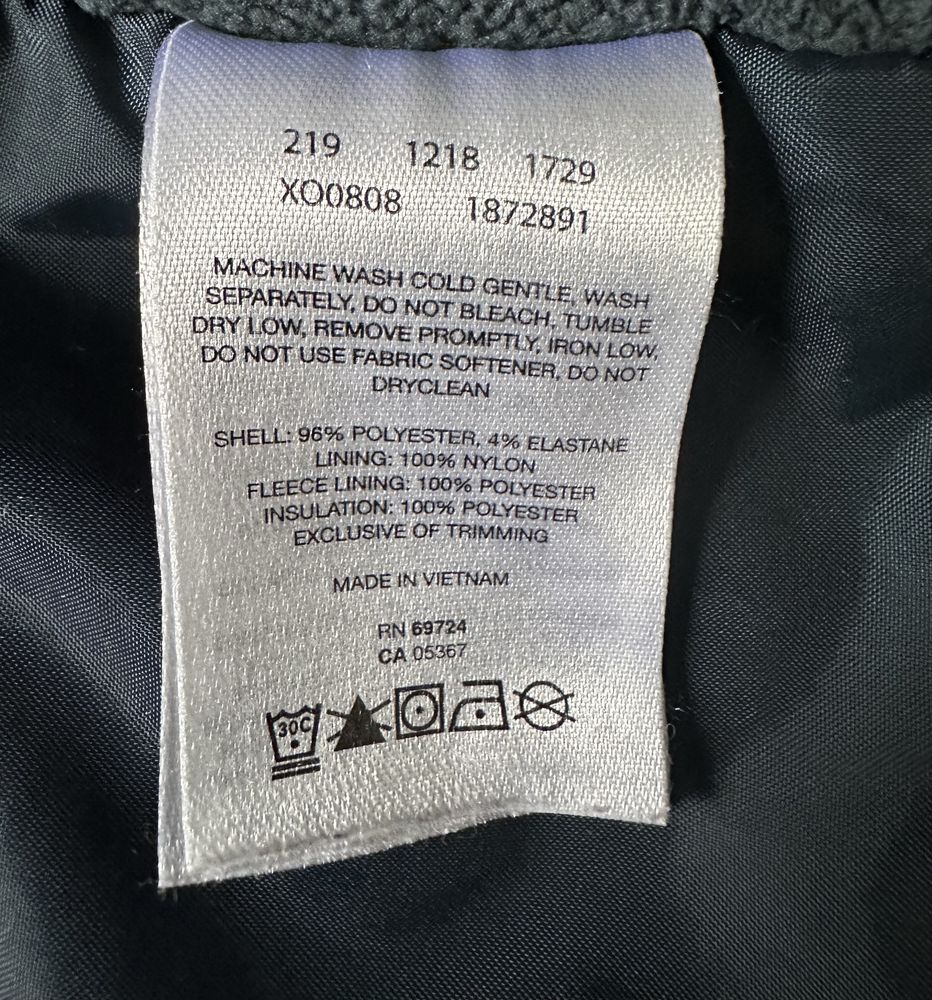 219 1218 1729
XO0808 1872891
MACHINE WASH COLD GENTLE, WASH
SEPARATELY, DO NOT BLEACH, TUMBLE
DRY LOW, REMOVE PROMPTLY, IRON LOW,
DO NOT USE FABRIC SOFTENER, DO NOT
DRYCLEAN
SHELL: 96% POLYESTER, 4% ELASTANE
LINING: 100% NYLON
FLEECE LINING: 100% POLYESTER
INSULATION: 100% POLYESTER
EXCLUSIVE OF TRIMMING
MADE IN VIETNAM
RN 69724
CA 05367
30C